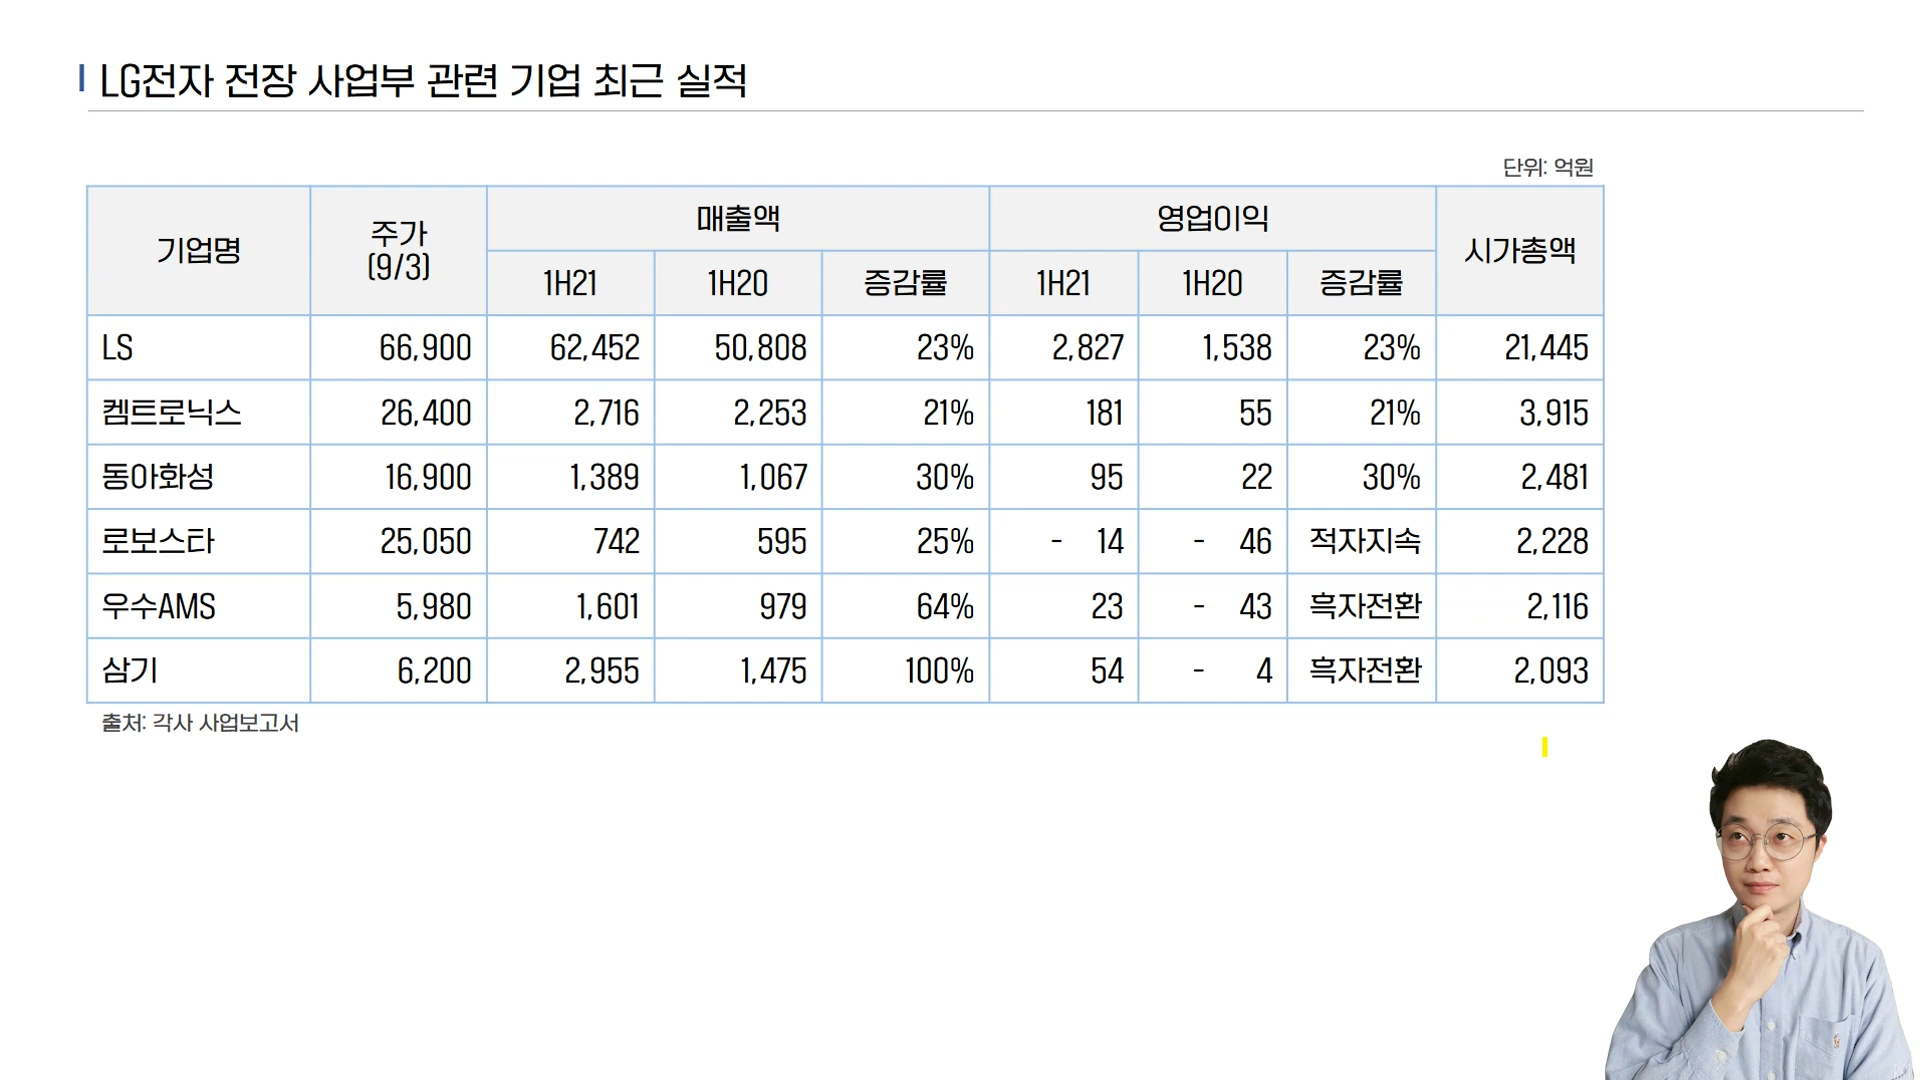 LG전자 전장 사업부 관련 기업 최근 실적
단위: 억원
기업명 주가 (9/3) 매출액 영업이익 시가총액
1H21 1H20 증감률 1H21 1H20 증감률
LS 66,900 62,452 50,808 23% 2,827 1,538 23% 21,445
켐트로닉스 26,400 2,716 2,253 21% 181 55 21% 3,915
동아화성 16,900 1,389 1,067 30% 95 22 30% 2,481
로보스타 25,050 742 595 25% - 14 - 46 적자지속 2,228
우수AMS 5,980 1,601 979 64% 23 - 43 흑자전환 2,116
삼기 6,200 2,955 1,475 100% 54 - 4 흑자전환 2,093
출처: 각사 사업보고서